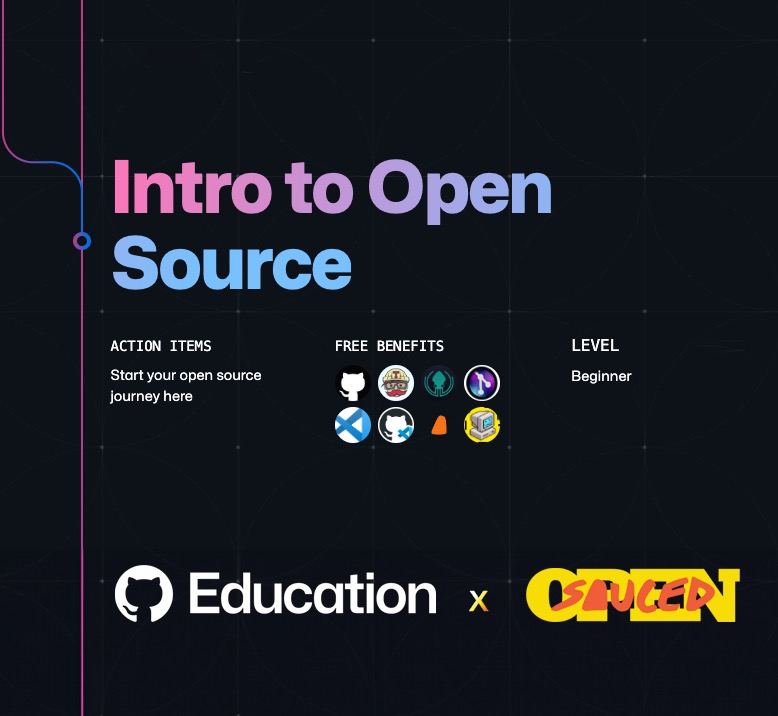 Intro to Open
Source
ACTION ITEMS
Start your open source
journey here
FREE BENEFITS
LEVEL
Beginner
Education
x
OPEN
SAUCED